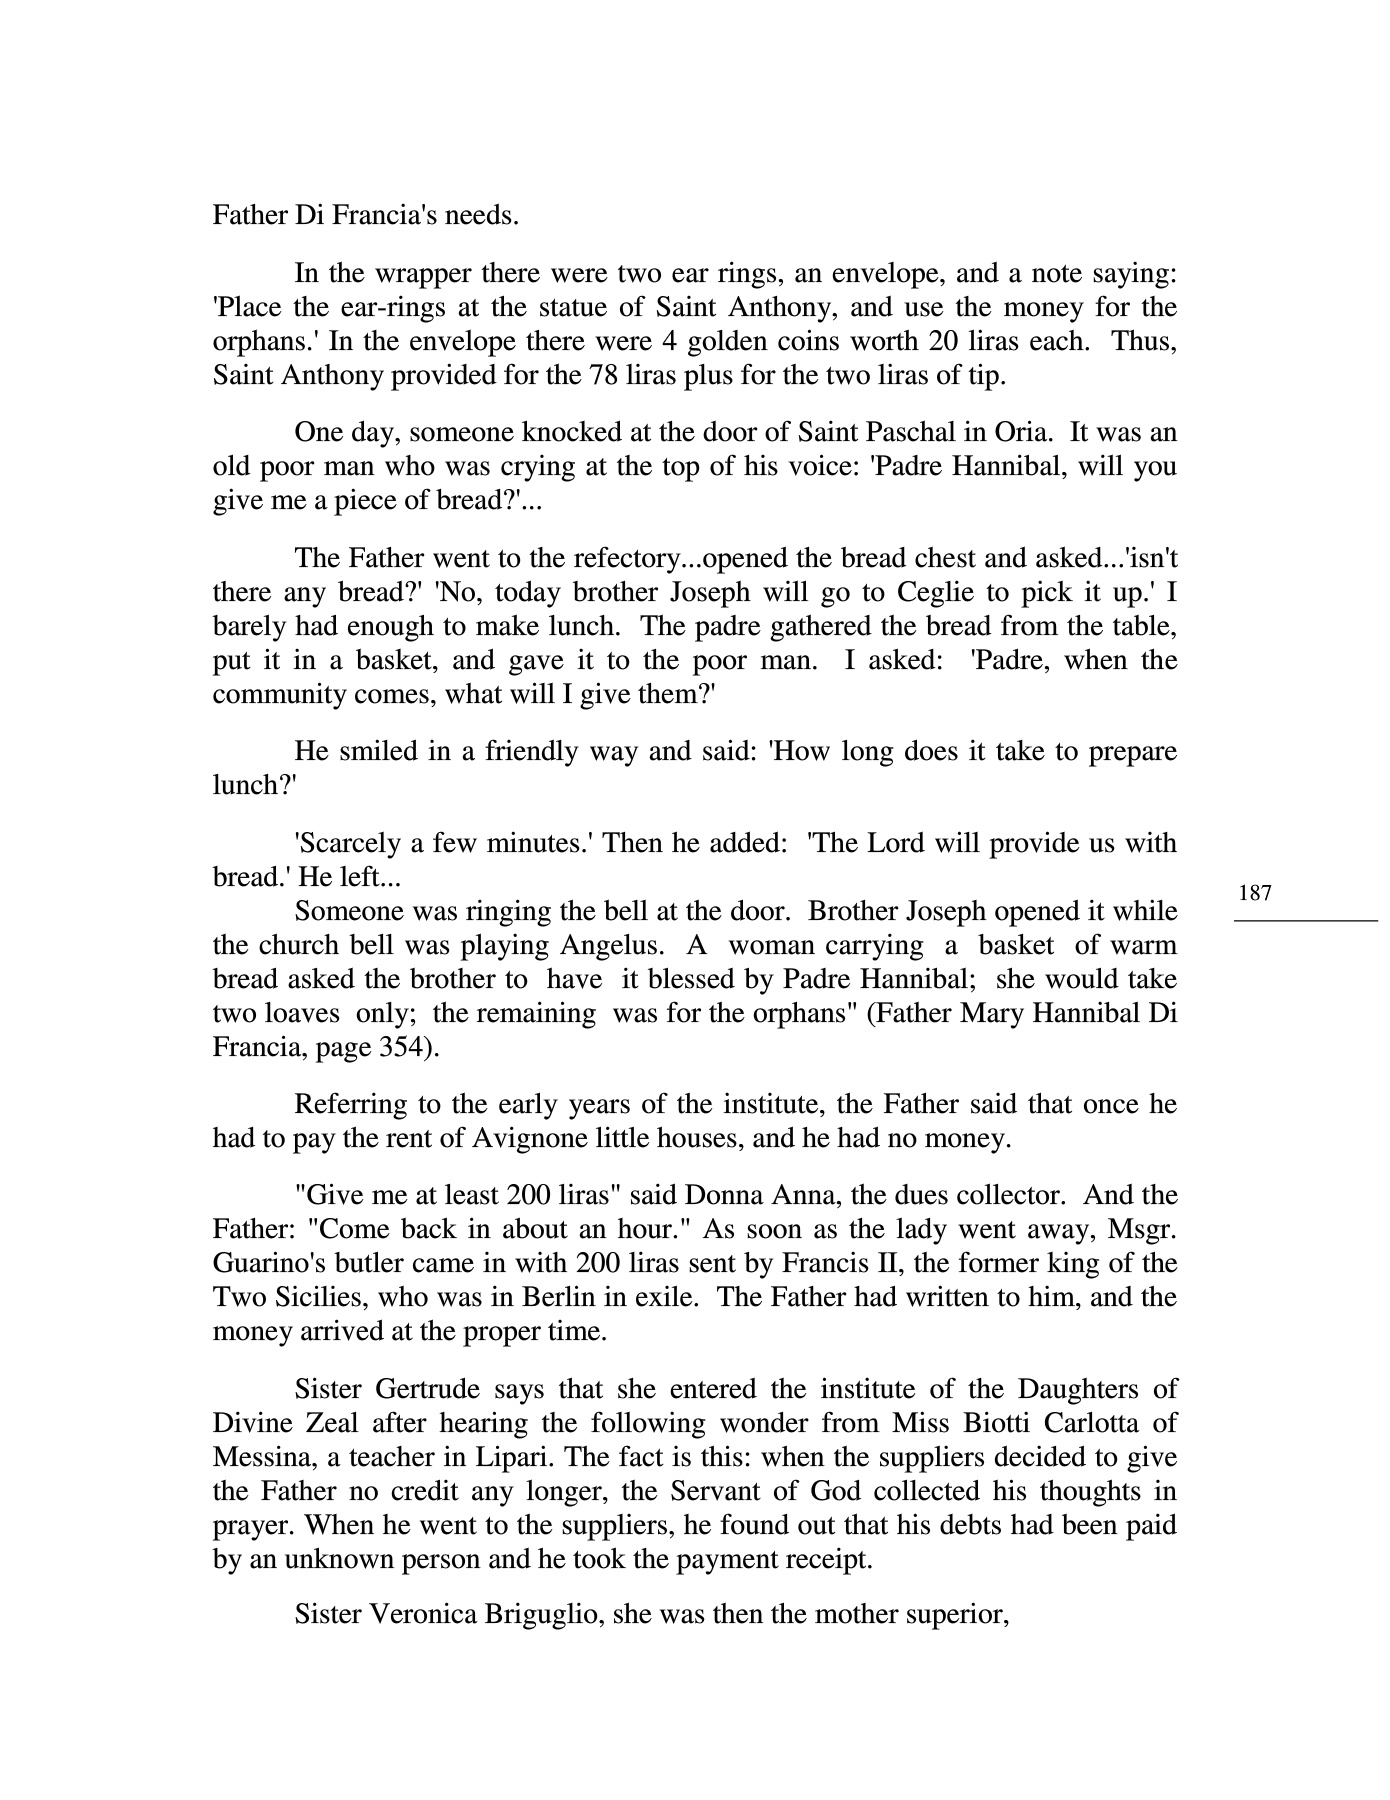 Father Di Francia's needs.
In the wrapper there were two ear rings, an envelope, and a note saying:
'Place the ear-rings at the statue of Saint Anthony, and use the money for the
orphans.' In the envelope there were 4 golden coins worth 20 liras each.  Thus,
Saint Anthony provided for the 78 liras plus for the two liras of tip.
One day, someone knocked at the door of Saint Paschal in Oria.  It was an
old poor man who was crying at the top of his voice: 'Padre Hannibal, will you
give me a piece of bread?'...
The Father went to the refectory...opened the bread chest and asked...'isn't
there any bread?' 'No, today brother Joseph will go to Ceglie to pick it up.' I
barely had enough to make lunch.  The padre gathered the bread from the table,
put it in a basket, and gave it to the poor man.  I asked:  'Padre, when the
community comes, what will I give them?'
He smiled in a friendly way and said: 'How long does it take to prepare
lunch?'
'Scarcely a few minutes.' Then he added:  'The Lord will provide us with
bread.' He left...
187
Someone was ringing the bell at the door.  Brother Joseph opened it while
the church bell was playing Angelus.  A  woman carrying  a  basket  of warm
bread asked the brother to  have  it blessed by Padre Hannibal;  she would take
two loaves  only;  the remaining  was for the orphans" (Father Mary Hannibal Di
Francia, page 354).
Referring to the early years of the institute, the Father said that once he
had to pay the rent of Avignone little houses, and he had no money.
"Give me at least 200 liras" said Donna Anna, the dues collector.  And the
Father: "Come back in about an hour." As soon as the lady went away, Msgr.
Guarino's butler came in with 200 liras sent by Francis II, the former king of the
Two Sicilies, who was in Berlin in exile.  The Father had written to him, and the
money arrived at the proper time.
Sister Gertrude says that she entered the institute of the Daughters of
Divine Zeal after hearing the following wonder from Miss Biotti Carlotta of
Messina, a teacher in Lipari. The fact is this: when the suppliers decided to give
the Father no credit any longer, the Servant of God collected his thoughts in
prayer. When he went to the suppliers, he found out that his debts had been paid
by an unknown person and he took the payment receipt.
Sister Veronica Briguglio, she was then the mother superior,